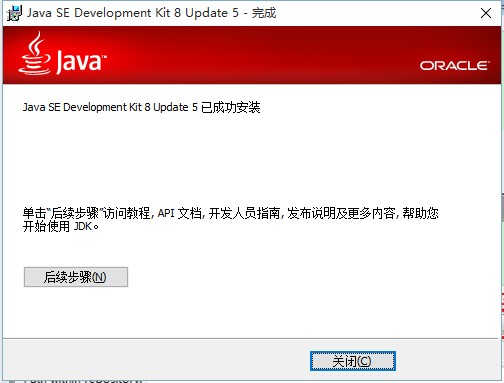 Java SE Development Kit 8 Update 5 - 完成
Java™
ORACLE
Java SE Development Kit 8 Update 5 已成功安装
单击“后续步骤”访问教程, API 文档, 开发人员指南, 发布说明及更多内容, 帮助您
开始使用 JDK。
后续步骤(N)
关闭(C)
Path within repository: